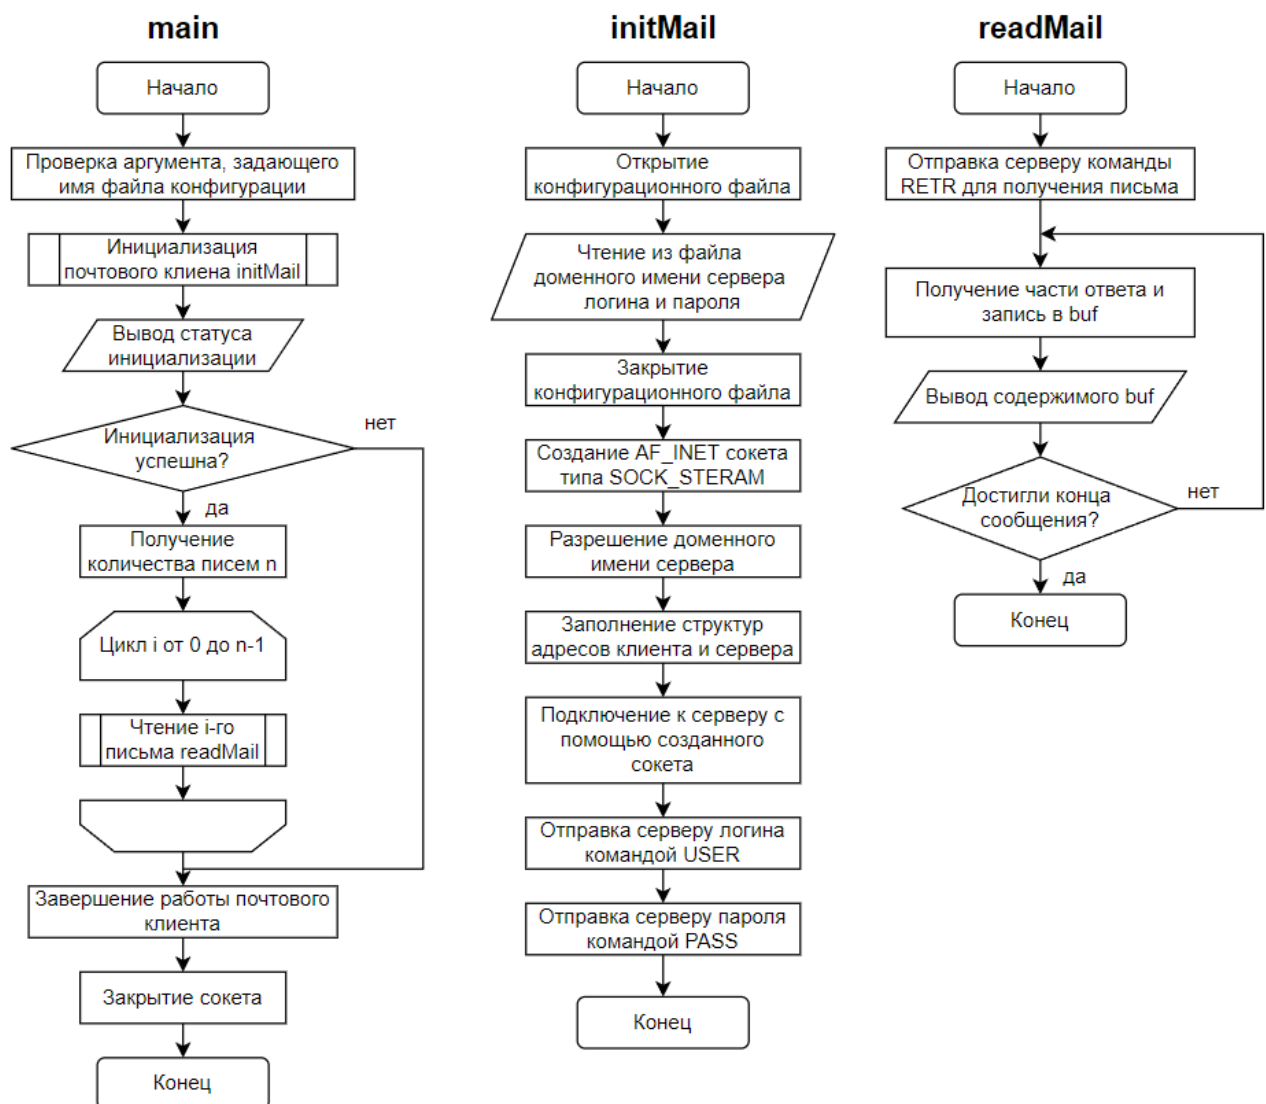 main
Начало
Проверка аргумента, задающего
имя файла конфигурации
Инициализация
почтового клиена initMail
Вывод статуса
инициализации
Инициализация
успешна?
нет
да
Получение
количества писем n
Цикл i от 0 до n-1
Чтение i-го
письма readMail
Завершение работы почтового
клиента
Закрытие сокета
Конец
initMail
Начало
Открытие
конфигурационного файла
Чтение из файла
доменного имени сервера
логина и пароля
Закрытие
конфигурационного файла
Создание AF_INET сокета
типа SOCK_STERAM
Разрешение доменного
имени сервера
Заполнение структур
адресов клиента и сервера
Подключение к серверу с
помощью созданного
сокета
Отправка серверу логина
командой USER
Отправка серверу пароля
командой PASS
Конец
readMail
Начало
Отправка серверу команды
RETR для получения письма
Получение части ответа и
запись в buf
Вывод содержимого buf
Достигли конца
сообщения?
нет
да
Конец